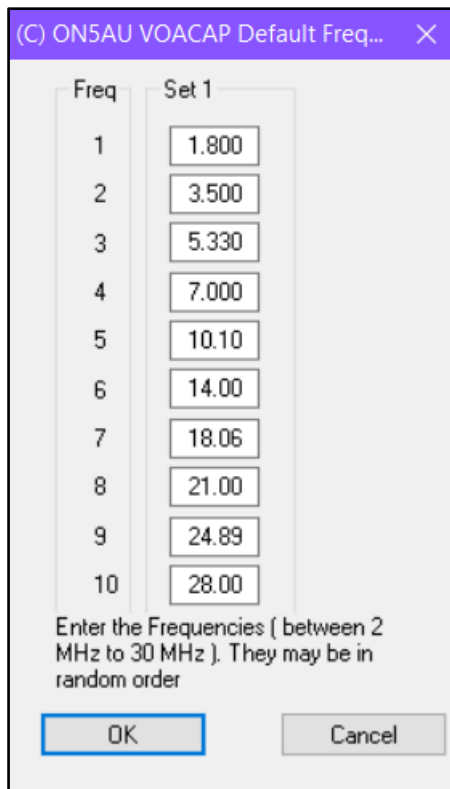 (C) ON5AU VOACAP Default Freq...
Freq Set 1
1 1.800
2 3.500
3 5.330
4 7.000
5 10.10
6 14.00
7 18.06
8 21.00
9 24.89
10 28.00
Enter the Frequencies ( between 2
MHz to 30 MHz ). They may be in
random order
OK Cancel